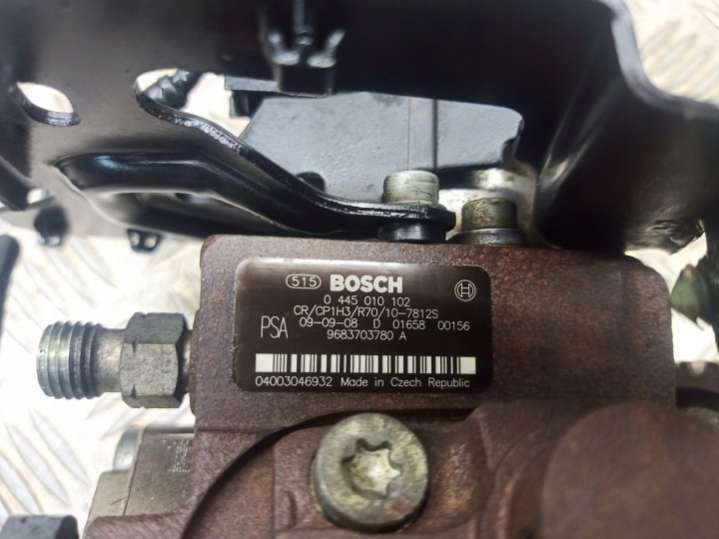 515 BOSCH
0 445 010 102
CR/CP1H3/R70/10-7812S
PSA 09-09-08 D 01658 00156
9683703780 A
04003046932 Made in Czech Republic